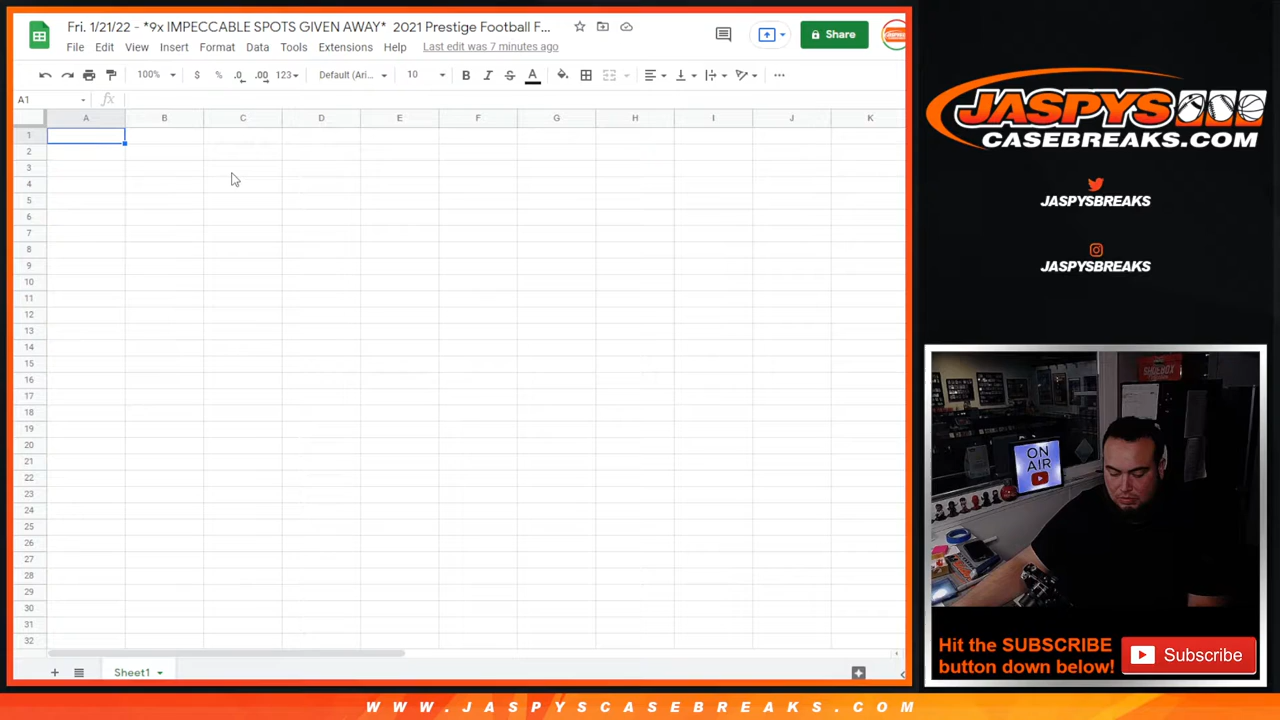 Fri. 1/21/22 - *9x IMPECCABLE SPOTS GIVEN AWAY* 2021 Prestige Football F...
File Edit View Insert Format Data Tools Extensions Help Last edit was 7 minutes ago
Share
100% $ % .0 .00 123 Default (Ari... 10 B I S A
A1 fx
A B C D E F G H I J K
1
2
3
4
5
6
7
8
9
10
11
12
13
14
15
16
17
18
19
20
21
22
23
24
25
26
27
28
29
30
31
32
Sheet1
JASPYS
CASEBREAKS.COM
JASPYSBREAKS
JASPYSBREAKS
SHOEBOX
ON
AIR
Hit the SUBSCRIBE
button down below!
Subscribe
WWW.JASPYSCASEBREAKS.COM